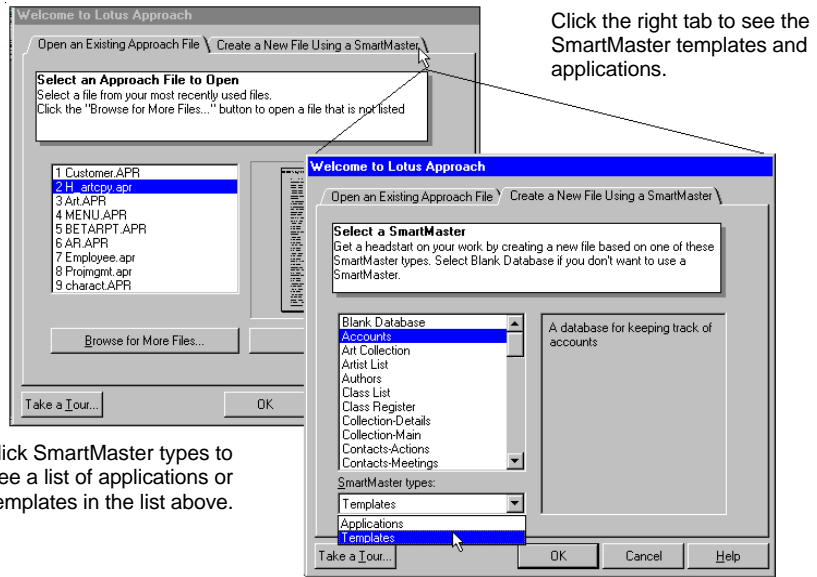 Welcome to Lotus Approach
Open an Existing Approach File
Create a New File Using a SmartMaster
Select an Approach File to Open
Select a file from your most recently used files.
Click the "Browse for More Files..." button to open a file that is not listed
1 Customer.APR
2 H_artcpy.apr
3 Art.APR
4 MENU.APR
5 BETARPT.APR
6 AR.APR
7 Employee.apr
8 Projmgmt.apr
9 charact.APR
Browse for More Files...
Take a Tour...
OK
Click the right tab to see the
SmartMaster templates and
applications.
Welcome to Lotus Approach
Open an Existing Approach File
Create a New File Using a SmartMaster
Select a SmartMaster
Get a headstart on your work by creating a new file based on one of these
SmartMaster types. Select Blank Database if you don't want to use a
SmartMaster.
Blank Database
Accounts
Art Collection
Artist List
Authors
Class List
Class Register
Collection-Details
Collection-Main
Contacts-Actions
Contacts-Meetings
A database for keeping track of
accounts
SmartMaster types:
Templates
Applications
Templates
Take a Tour...
OK
Cancel
Help
lick SmartMaster types to
ee a list of applications or
emplates in the list above.